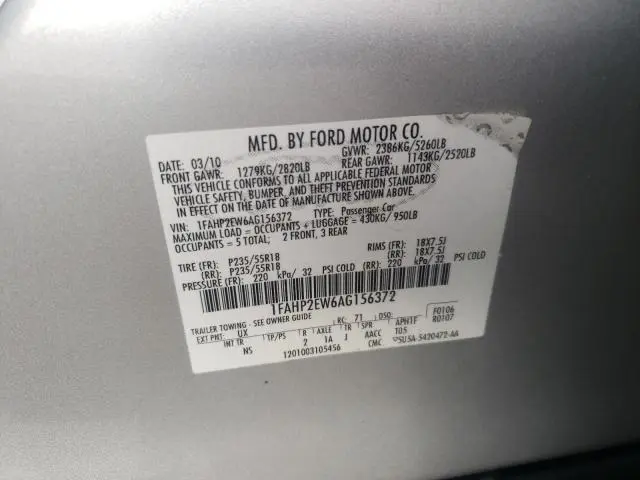 MFD. BY FORD MOTOR CO.
DATE: 03/10 GVWR: 2386KG/5260LB
FRONT GAWR: 1279KG/2820LB REAR GAWR: 1143KG/2520LB
THIS VEHICLE CONFORMS TO ALL APPLICABLE FEDERAL MOTOR
VEHICLE SAFETY, BUMPER, AND THEFT PREVENTION STANDARDS
IN EFFECT ON THE DATE OF MANUFACTURE SHOWN ABOVE.
VIN: 1FAHP2EW6AG156372 TYPE: Passenger Car
MAXIMUM LOAD = OCCUPANTS + LUGGAGE = 430KG/ 950LB
OCCUPANTS = 5 TOTAL; 2 FRONT, 3 REAR
TIRE (FR): P235/55R18 RIMS (FR): 18X7.5J
(RR): P235/55R18 (RR): 18X7.5J
PRESSURE (FR): 220 kPa/ 32 PSI COLD (RR): 220 kPa/ 32 PSI COLD
1FAHP2EW6AG156372
TRAILER TOWING - SEE OWNER GUIDE RC: 71 DSO: F0106
EXT PNT: UX R0107
INT TR TP/PS R AXLE TR SPR APNTF
NS 2 1A J AACC T05
1201003105456 CMC 5U5A-5420472-AA